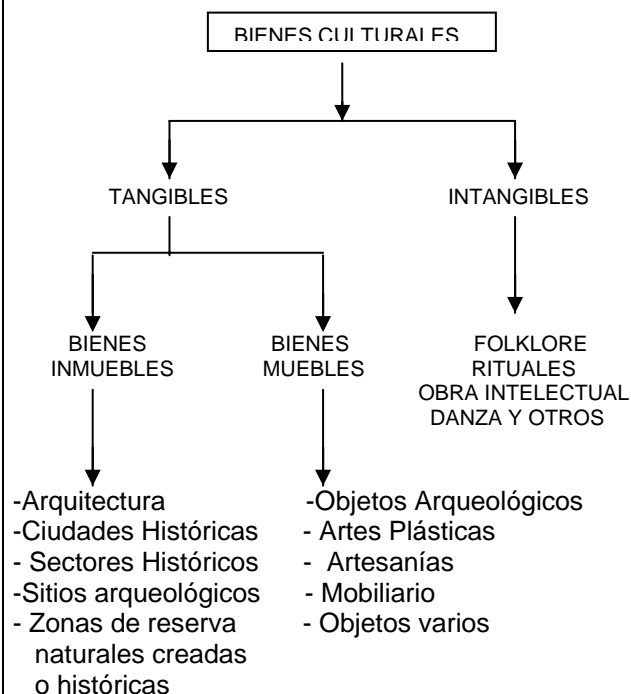 BIENES CULTURALES
TANGIBLES
INTANGIBLES
BIENES
INMUEBLES
BIENES
MUEBLES
FOLKLORE
RITUALES
OBRA INTELECTUAL
DANZA Y OTROS
-Arquitectura
-Ciudades Históricas
- Sectores Históricos
-Sitios arqueológicos
- Zonas de reserva
naturales creadas
o históricas
-Objetos Arqueológicos
- Artes Plásticas
- Artesanías
- Mobiliario
- Objetos varios